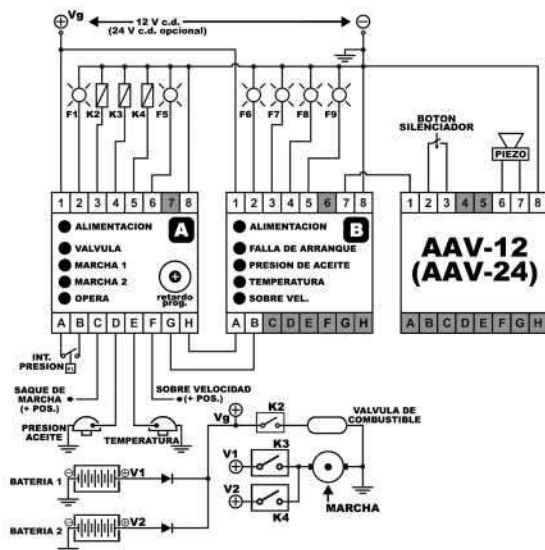 Vg 12 V c.d. (24 V c.d. opcional)
F1 K2 K3 K4 F5 F6 F7 F8 F9
BOTON SILENCIADOR
PIEZO
1 2 3 4 5 6 7 8
ALIMENTACION A
VALVULA
MARCHA 1
MARCHA 2
OPERA
retardo prog.
A B C D E F G H
1 2 3 4 5 6 7 8
ALIMENTACION B
FALLA DE ARRANQUE
PRESION DE ACEITE
TEMPERATURA
SOBRE VEL.
A B C D E F G H
1 2 3 4 5 6 7 8
AAV-12
(AAV-24)
A B C D E F G H
INT. PRESION
SAQUE DE MARCHA (+ POS.)
SOBRE VELOCIDAD (+ POS.)
PRESION ACEITE
TEMPERATURA
Vg K2
VALVULA DE COMBUSTIBLE
V1 K3
V2 K4
MARCHA
BATERIA 1 V1
BATERIA 2 V2